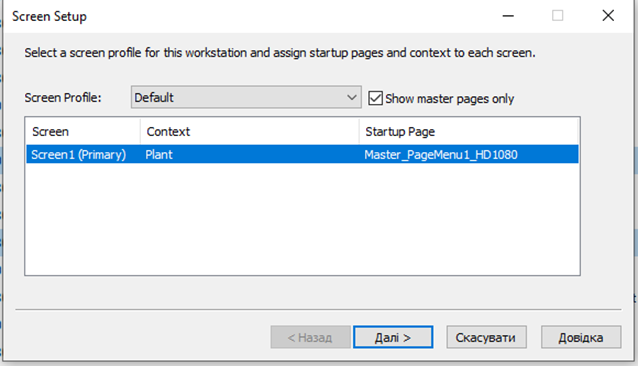 Screen Setup
Select a screen profile for this workstation and assign startup pages and context to each screen.
Screen Profile: Default Show master pages only
Screen Context Startup Page
Screen1 (Primary) Plant Master_PageMenu1_HD1080
< Назад Далі > Скасувати Довідка